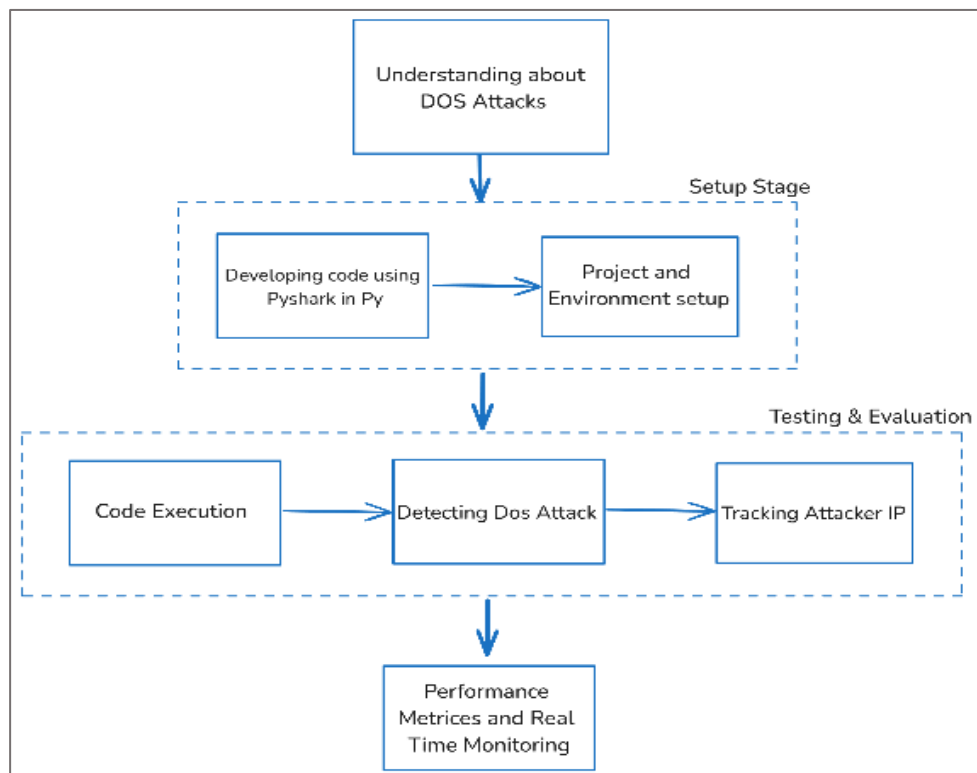 Understanding about
DOS Attacks
Setup Stage
Developing code using
Pyshark in Py
Project and
Environment setup
Testing & Evaluation
Code Execution
Detecting Dos Attack
Tracking Attacker IP
Performance
Metrices and Real
Time Monitoring